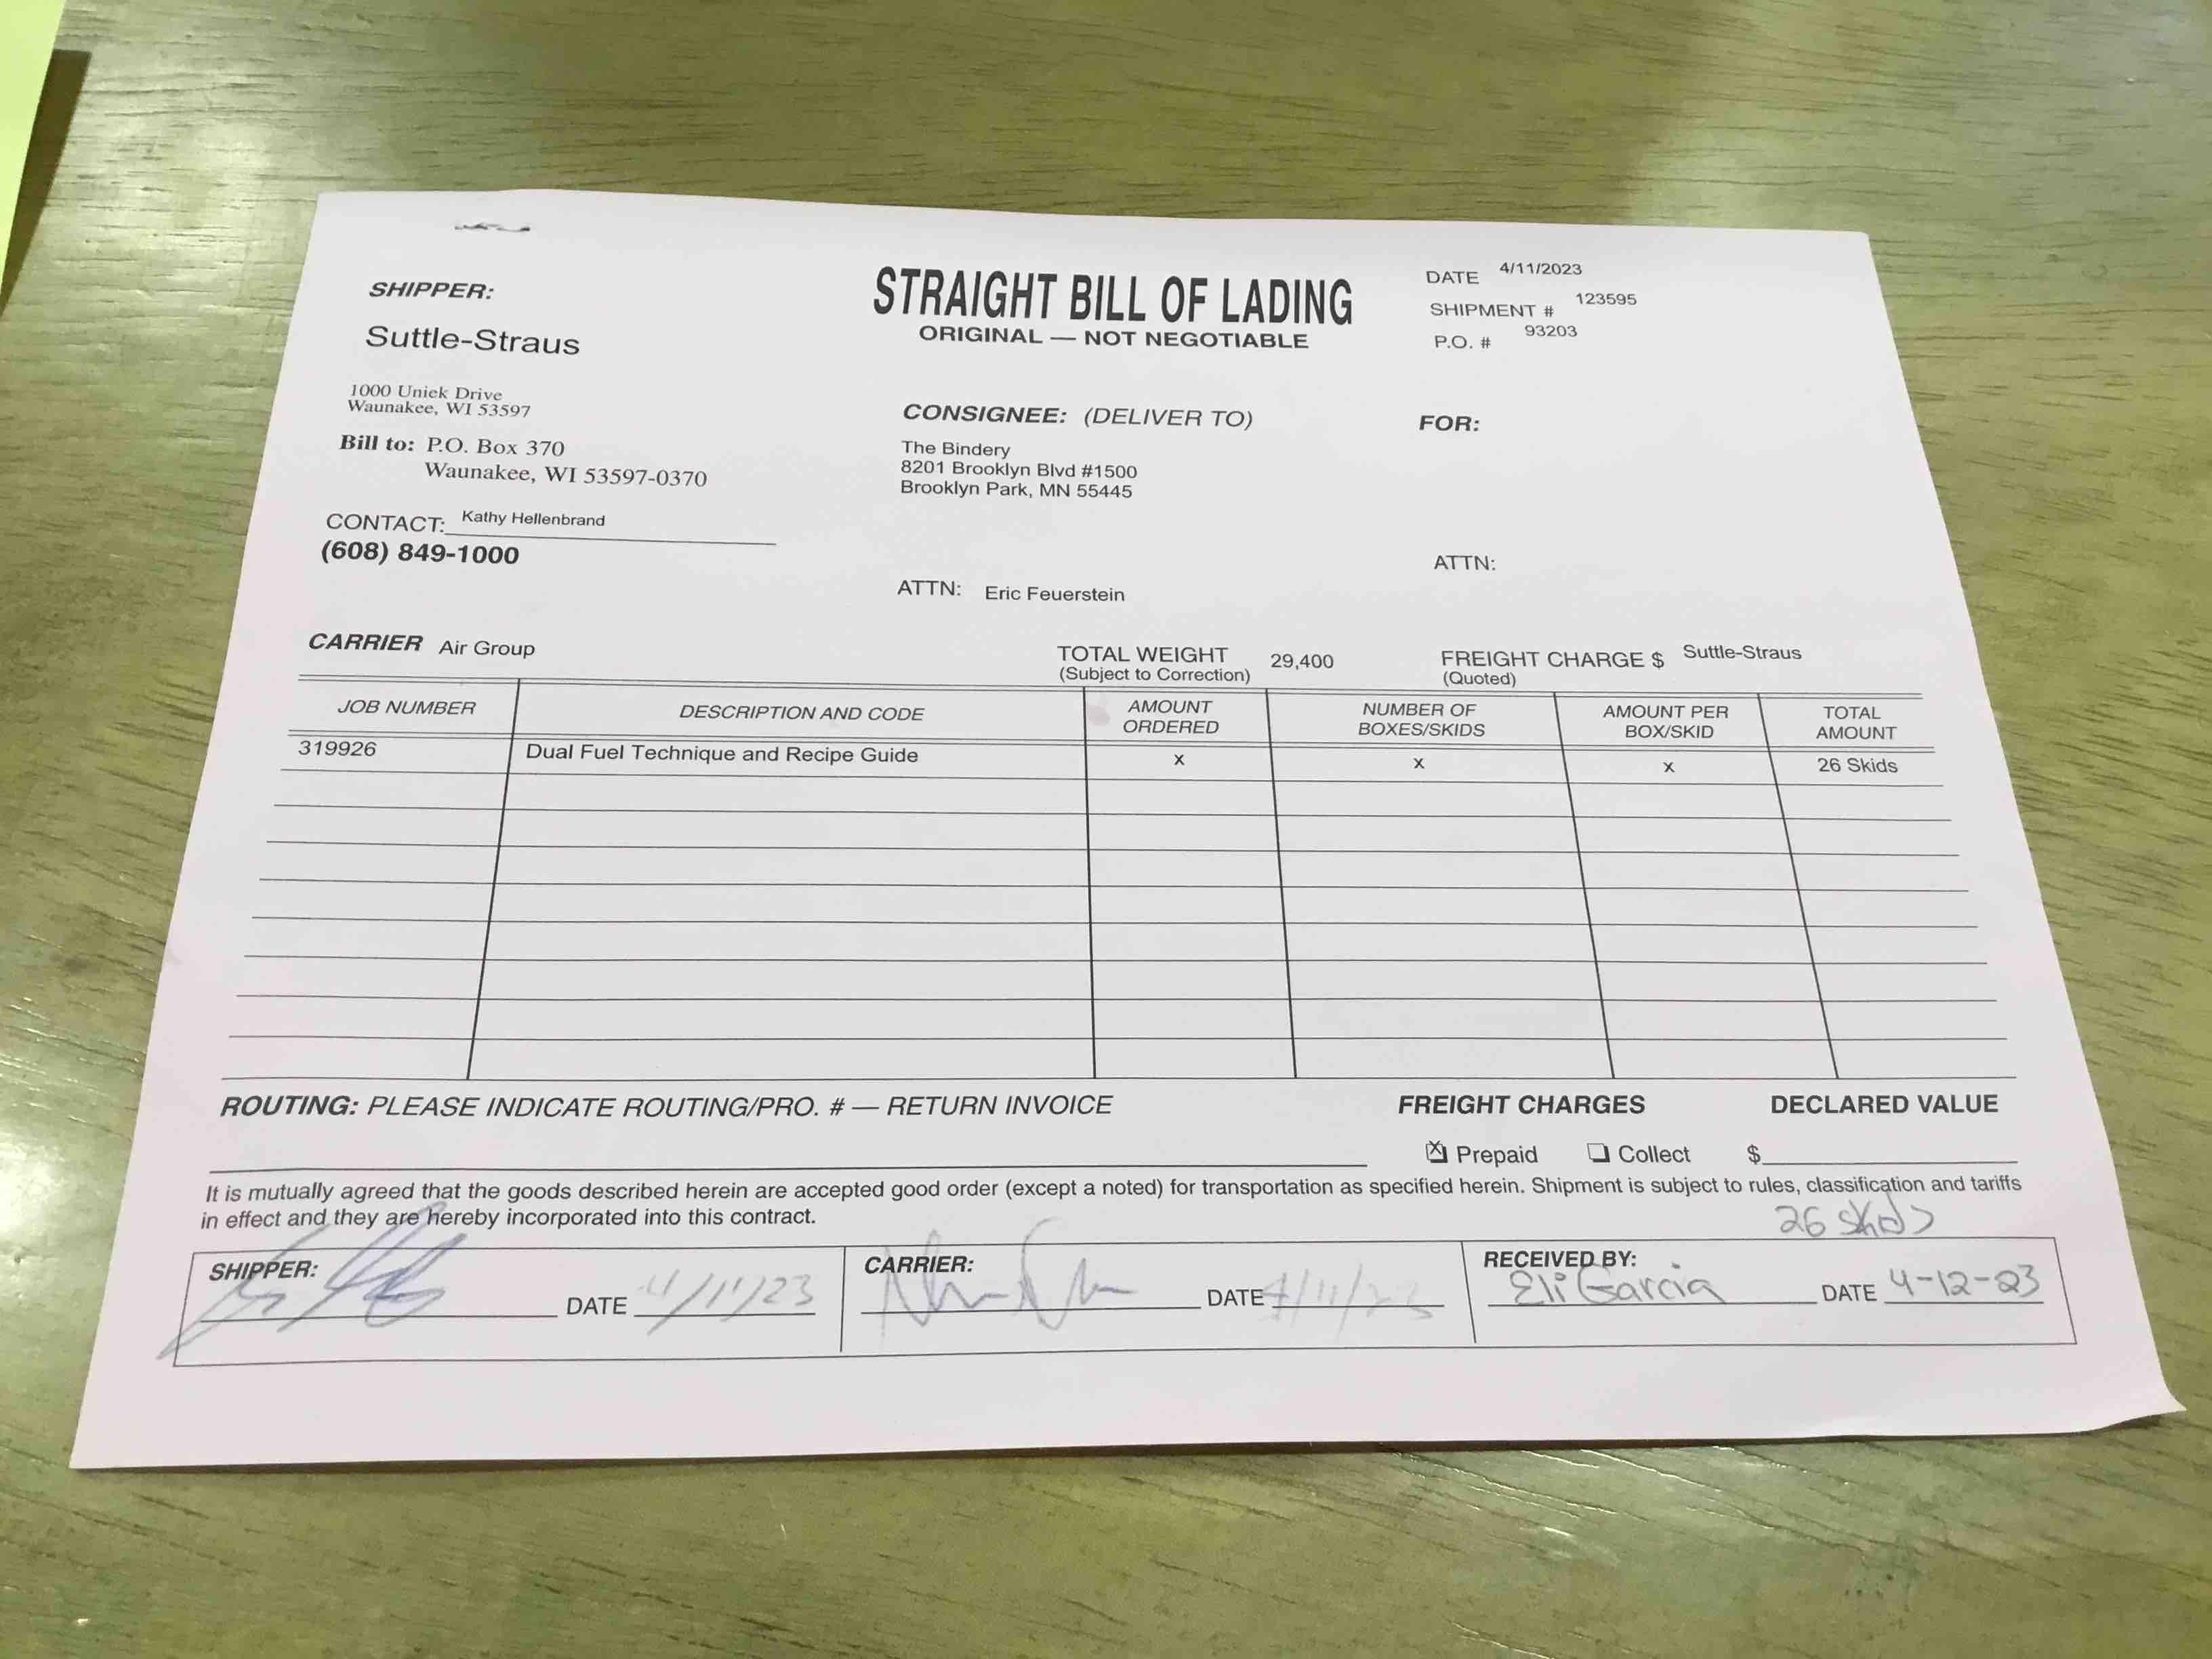 SHIPPER:
Suttle-Straus
1000 Uniek Drive
Waunakee, WI 53597
Bill to: P.O. Box 370
Waunakee, WI 53597-0370
CONTACT: Kathy Hellenbrand
(608) 849-1000
STRAIGHT BILL OF LADING
ORIGINAL — NOT NEGOTIABLE
DATE 4/11/2023
SHIPMENT # 123595
P.O. # 93203
CONSIGNEE: (DELIVER TO)
The Bindery
8201 Brooklyn Blvd #1500
Brooklyn Park, MN 55445
ATTN: Eric Feuerstein
FOR:
ATTN:
CARRIER Air Group
TOTAL WEIGHT 29,400
(Subject to Correction)
FREIGHT CHARGE $ Suttle-Straus
(Quoted)
JOB NUMBER DESCRIPTION AND CODE AMOUNT ORDERED NUMBER OF BOXES/SKIDS AMOUNT PER BOX/SKID TOTAL AMOUNT
319926 Dual Fuel Technique and Recipe Guide x x x 26 Skids
ROUTING: PLEASE INDICATE ROUTING/PRO. # — RETURN INVOICE
FREIGHT CHARGES DECLARED VALUE
Prepaid Collect $
It is mutually agreed that the goods described herein are accepted good order (except a noted) for transportation as specified herein. Shipment is subject to rules, classification and tariffs
in effect and they are hereby incorporated into this contract.
26 Skids
SHIPPER: DATE 4/11/23
CARRIER: DATE 4/11/23
RECEIVED BY: Eli Garcia DATE 4-12-23